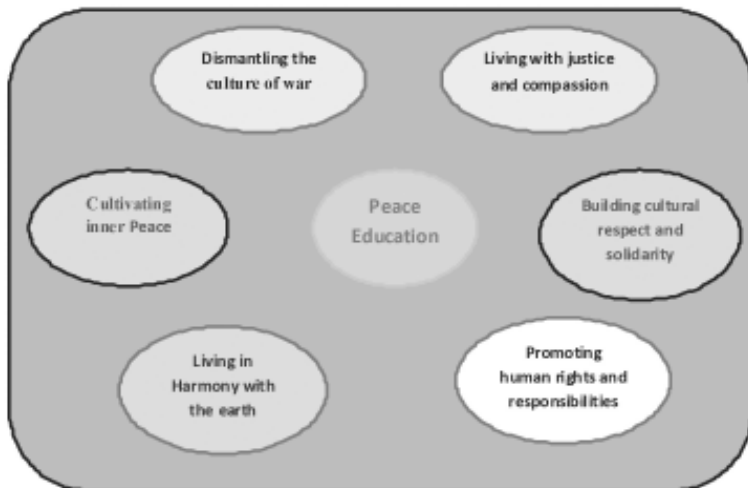 Dismantling the
culture of war
Living with justice
and compassion
Cultivating
inner Peace
Peace
Education
Building cultural
respect and
solidarity
Living in
Harmony with
the earth
Promoting
human rights and
responsibilities